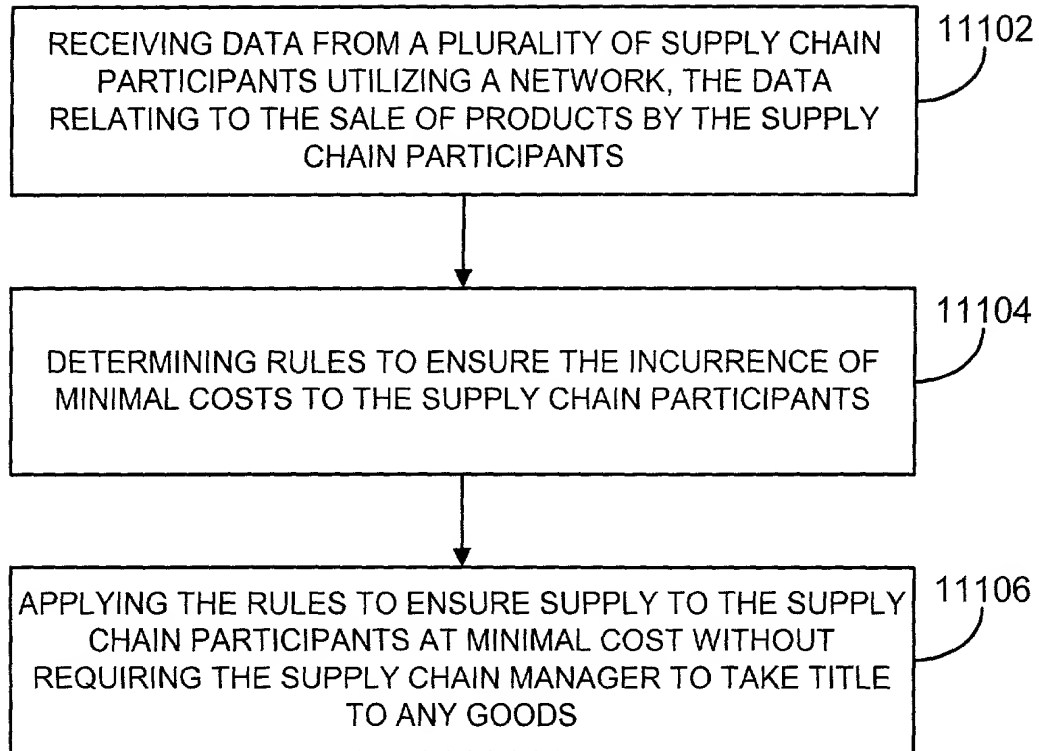 RECEIVING DATA FROM A PLURALITY OF SUPPLY CHAIN
PARTICIPANTS UTILIZING A NETWORK, THE DATA
RELATING TO THE SALE OF PRODUCTS BY THE SUPPLY
CHAIN PARTICIPANTS
11102
DETERMINING RULES TO ENSURE THE INCURRENCE OF
MINIMAL COSTS TO THE SUPPLY CHAIN PARTICIPANTS
11104
APPLYING THE RULES TO ENSURE SUPPLY TO THE SUPPLY
CHAIN PARTICIPANTS AT MINIMAL COST WITHOUT
REQUIRING THE SUPPLY CHAIN MANAGER TO TAKE TITLE
TO ANY GOODS
11106